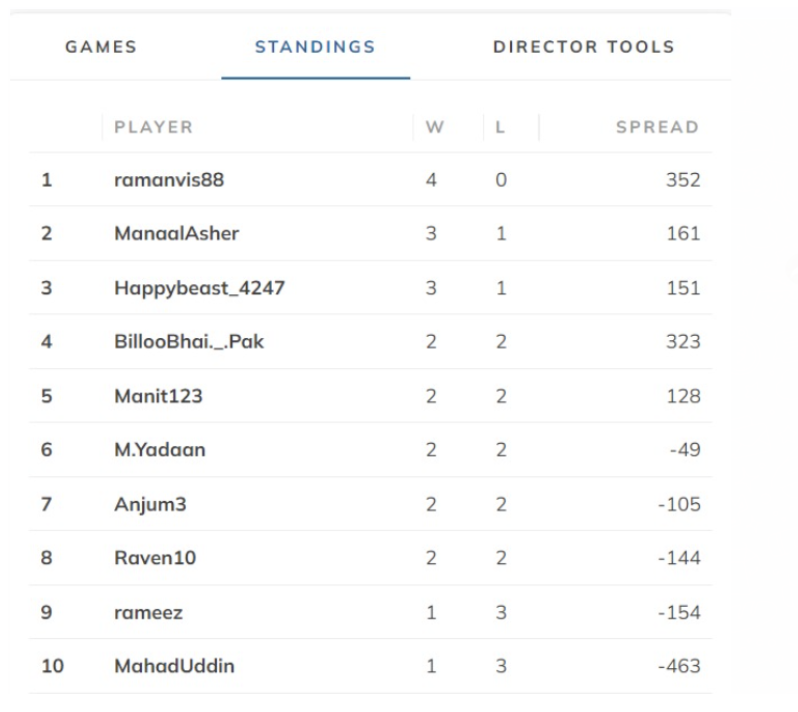 GAMES STANDINGS DIRECTOR TOOLS
PLAYER W L SPREAD
1 ramanvis88 4 0 352
2 ManaalAsher 3 1 161
3 Happybeast_4247 3 1 151
4 BillooBhai._.Pak 2 2 323
5 Manit123 2 2 128
6 M.Yadaan 2 2 -49
7 Anjum3 2 2 -105
8 Raven10 2 2 -144
9 rameez 1 3 -154
10 MahadUddin 1 3 -463